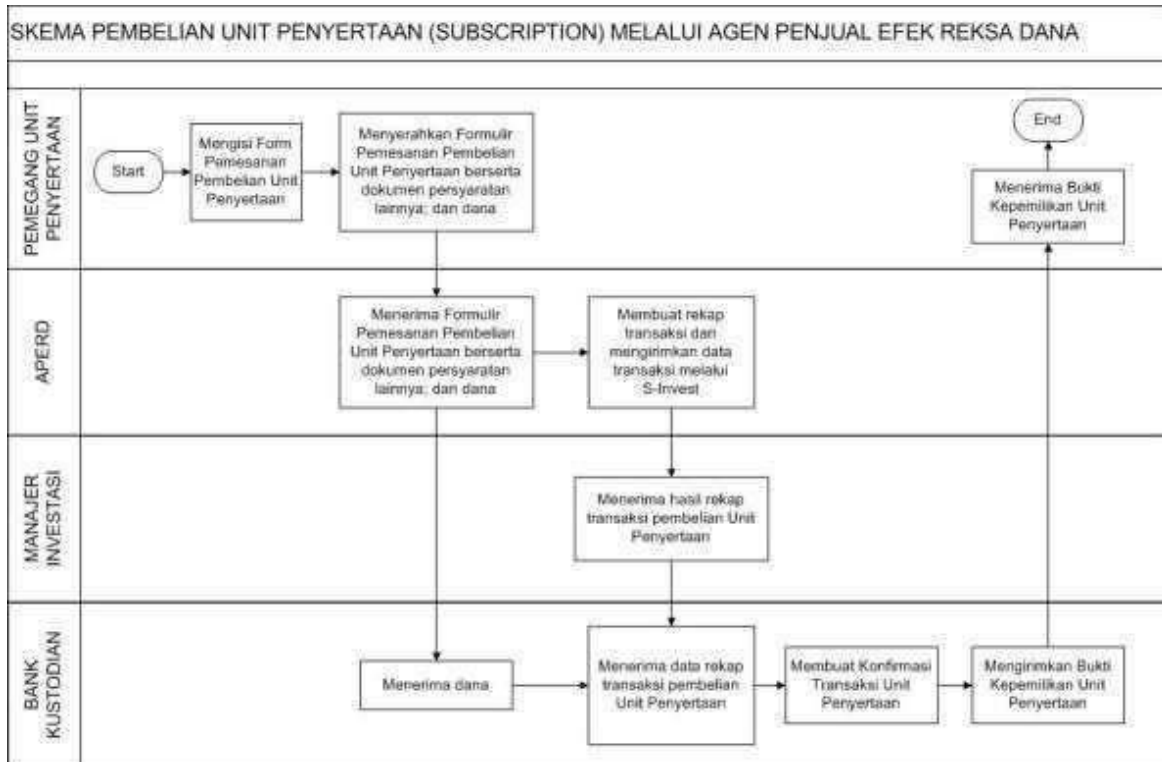 SKEMA PEMBELIAN UNIT PENYERTAAN (SUBSCRIPTION) MELALUI AGEN PENJUAL EFEK REKSA DANA
PEMEGANG UNIT
PENYERTAAN
Start
Mengisi Form
Pemesanan
Pembelian Unit
Penyertaan
Menyerahkan Formulir
Pemesanan Pembelian
Unit Penyertaan berserta
dokumen persyaratan
lainnya; dan dana
End
Menerima Bukti
Kepemilikan Unit
Penyertaan
APERD
Menerima Formulir
Pemesanan Pembelian
Unit Penyertaan berserta
dokumen persyaratan
lainnya; dan dana
Membuat rekap
transaksi dan
mengirimkan data
transaksi melalui
S-Invest
MANAJER
INVESTASI
Menerima hasil rekap
transaksi pembelian Unit
Penyertaan
BANK
KUSTODIAN
Menerima dana
Menerima data rekap
transaksi pembelian
Unit Penyertaan
Membuat Konfirmasi
Transaksi Unit
Penyertaan
Mengirimkan Bukti
Kepemilikan Unit
Penyertaan